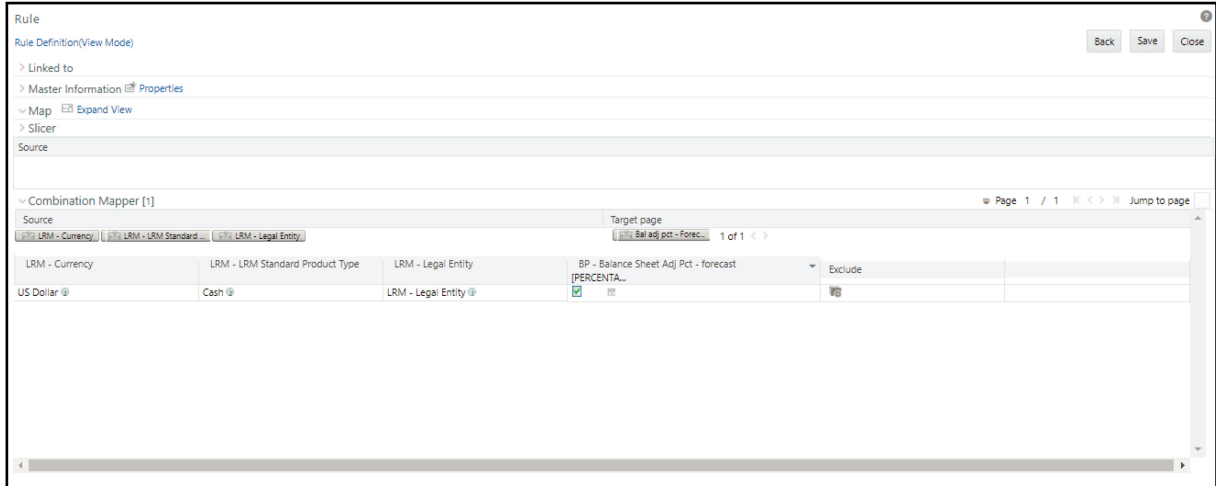 Rule
Rule Definition(View Mode)
Back Save Close
> Linked to
> Master Information Properties
Map Expand View
> Slicer
Source
Combination Mapper [1] Page 1 / 1 Jump to page
Source Target page
LRM - Currency LRM - LRM Standard ... LRM - Legal Entity Bal adj pct - Forec... 1 of 1 < >
LRM - Currency LRM - LRM Standard Product Type LRM - Legal Entity BP - Balance Sheet Adj Pct - forecast Exclude
[PERCENTA...
US Dollar Cash LRM - Legal Entity